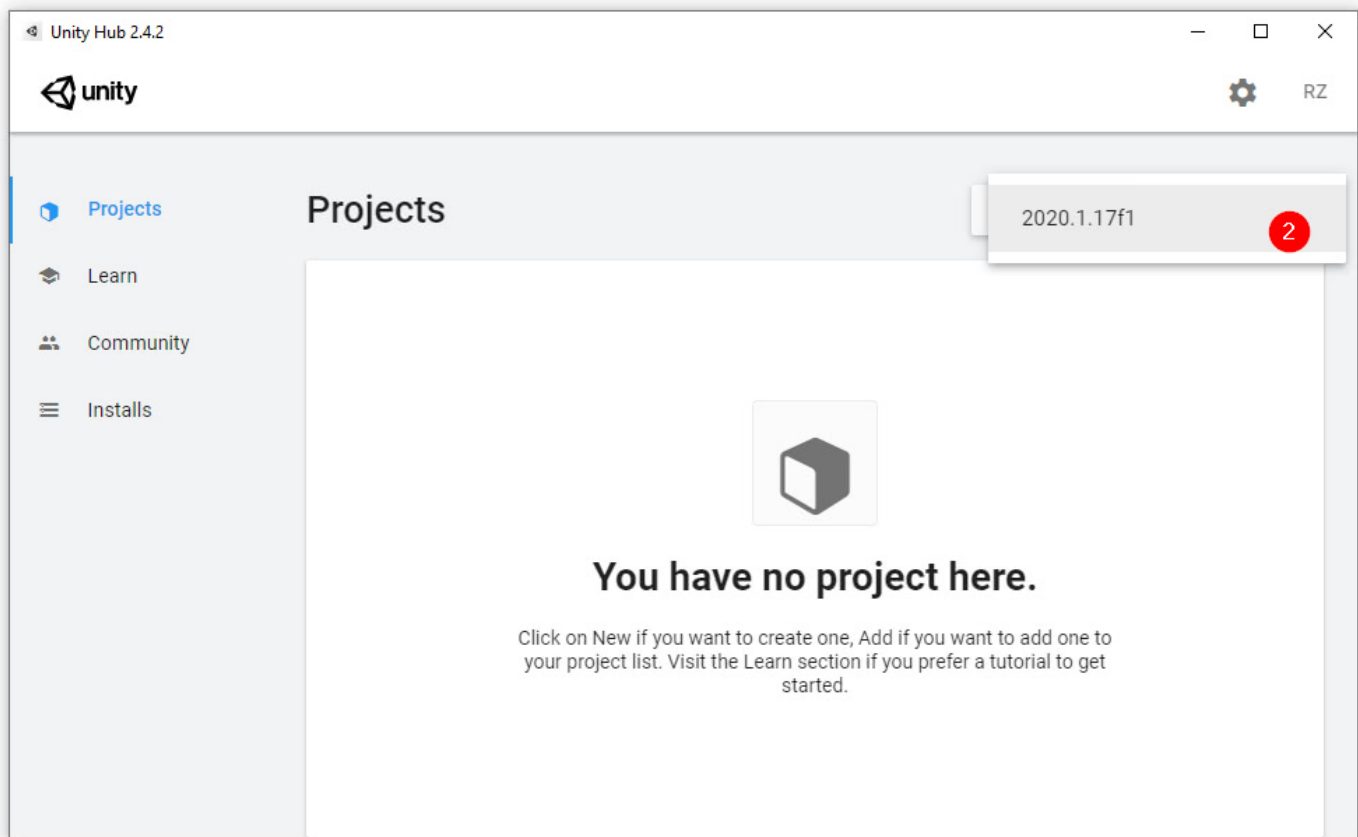 Unity Hub 2.4.2
unity
RZ
Projects
Learn
Community
Installs
Projects
2020.1.17f1
2
You have no project here.
Click on New if you want to create one, Add if you want to add one to
your project list. Visit the Learn section if you prefer a tutorial to get
started.